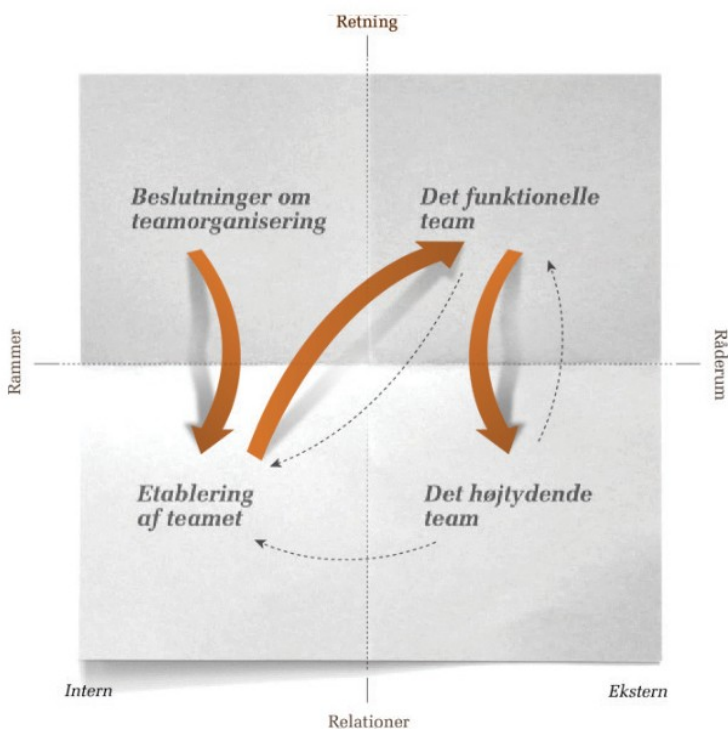 Retning
Beslutninger om
teamorganisering
Det funktionelle
team
Rammer
Råderum
Etablering
af teamet
Det højtydende
team
Intern
Ekstern
Relationer